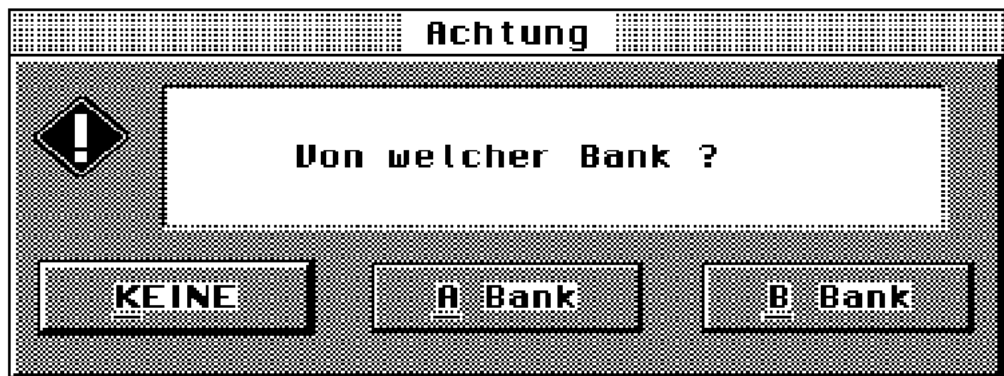 Achtung
Von welcher Bank ?
KEINE
A Bank
B Bank